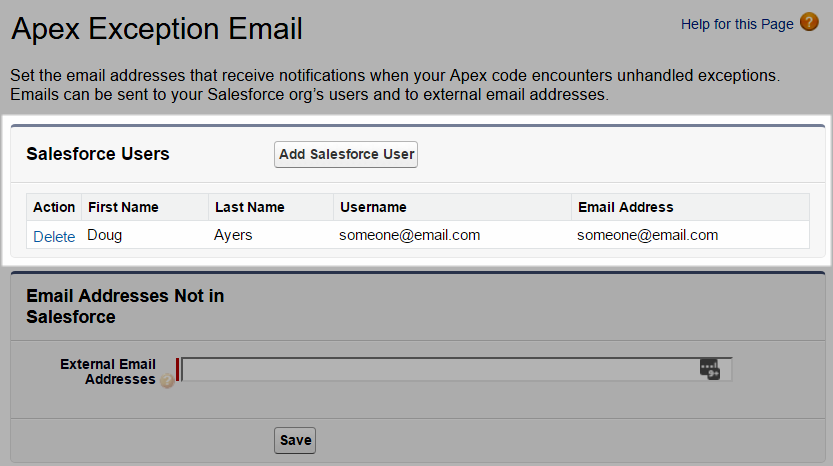 Apex Exception Email
Help for this Page
Set the email addresses that receive notifications when your Apex code encounters unhandled exceptions.
Emails can be sent to your Salesforce org's users and to external email addresses.
Salesforce Users
Add Salesforce User
Action First Name Last Name Username Email Address
Delete Doug Ayers someone@email.com someone@email.com
Email Addresses Not in
Salesforce
External Email
Addresses
Save